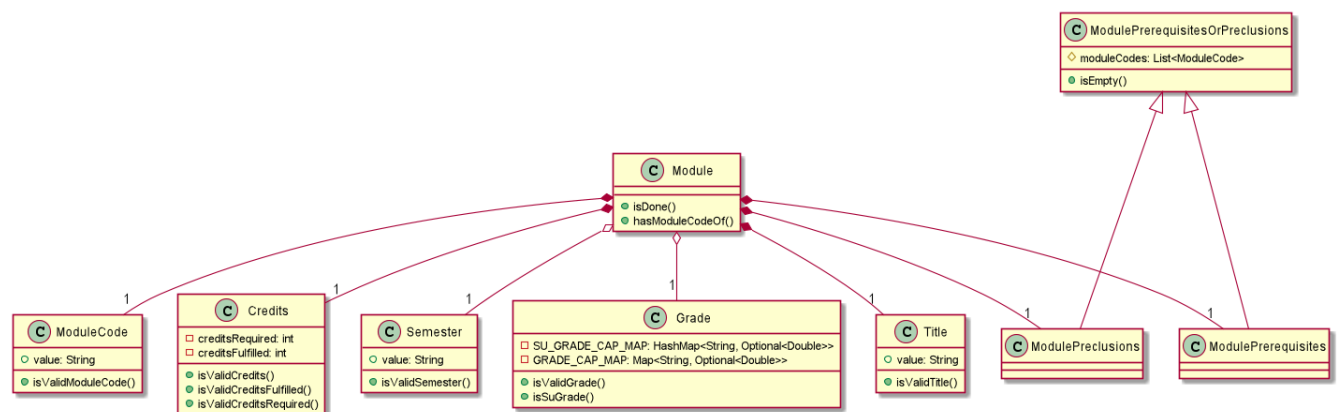 C ModulePrerequisitesOrPreclusions
moduleCodes: List<ModuleCode>
isEmpty()
C Module
isDone()
hasModuleCodeOf()
1
1
1
1
1
1
1
C ModuleCode
value: String
isValidModuleCode()
C Credits
creditsRequired: int
creditsFulfilled: int
isValidCredits()
isValidCreditsFulfilled()
isValidCreditsRequired()
C Semester
value: String
isValidSemester()
C Grade
SU_GRADE_CAP_MAP: HashMap<String, Optional<Double>>
GRADE_CAP_MAP: Map<String, Optional<Double>>
isValidGrade()
isSuGrade()
C Title
value: String
isValidTitle()
C ModulePreclusions
C ModulePrerequisites